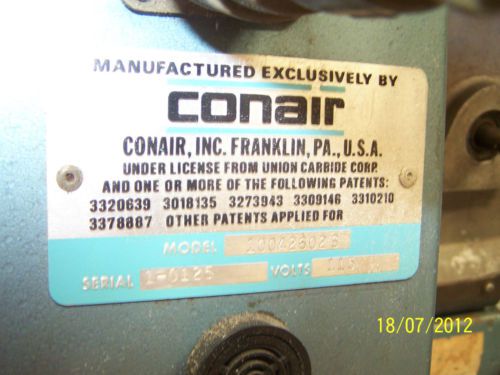 MANUFACTURED EXCLUSIVELY BY
conair
CONAIR, INC. FRANKLIN, PA., U.S.A.
UNDER LICENSE FROM UNION CARBIDE CORP.
AND ONE OR MORE OF THE FOLLOWING PATENTS:
3320639 3018135 3273943 3309146 3310210
3378887 OTHER PATENTS APPLIED FOR
MODEL
SERIAL 1-0125 VOLTS
18/07/2012